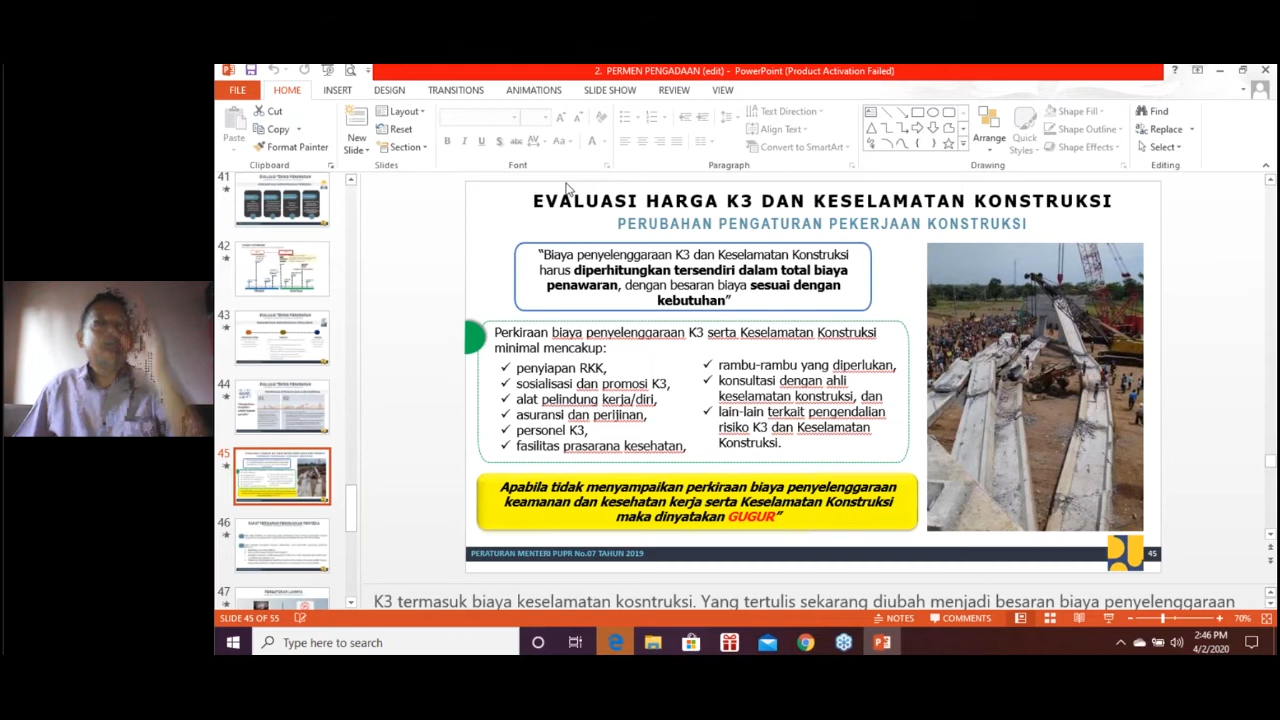 2. PERMEN PENGADAAN (edit) - PowerPoint (Product Activation Failed)
FILE HOME INSERT DESIGN TRANSITIONS ANIMATIONS SLIDE SHOW REVIEW VIEW
Paste
Cut
Copy
Format Painter
Clipboard
New Slide
Layout
Reset
Section
Slides
Font
Text Direction
Align Text
Convert to SmartArt
Paragraph
Arrange
Quick Styles
Shape Fill
Shape Outline
Shape Effects
Drawing
Find
Replace
Select
Editing
41
42
43
44
45
46
47
EVALUASI HARGA K3 DAN KESELAMATAN KONSTRUKSI
PERUBAHAN PENGATURAN PEKERJAAN KONSTRUKSI
“Biaya penyelenggaraan K3 dan Keselamatan Konstruksi
harus diperhitungkan tersendiri dalam total biaya
penawaran, dengan besaran biaya sesuai dengan
kebutuhan”
Perkiraan biaya penyelenggaraan K3 serta Keselamatan Konstruksi
minimal mencakup:
✓ penyiapan RKK,
✓ sosialisasi dan promosi K3,
✓ alat pelindung kerja/diri,
✓ asuransi dan perijinan,
✓ personel K3,
✓ fasilitas prasarana kesehatan,
✓ rambu-rambu yang diperlukan,
✓ konsultasi dengan ahli
keselamatan konstruksi, dan
✓ lain-lain terkait pengendalian
risiko K3 dan Keselamatan
Konstruksi.
Apabila tidak menyampaikan perkiraan biaya penyelenggaraan
keamanan dan kesehatan kerja serta Keselamatan Konstruksi
maka dinyatakan GUGUR”
PERATURAN MENTERI PUPR No.07 TAHUN 2019
45
K3 termasuk biaya keselamatan kosntruksi. Yang tertulis sekarang diubah menjadi besaran biaya penyelenggaraan
SLIDE 45 OF 55
NOTES
COMMENTS
70%
Type here to search
2:46 PM
4/2/2020